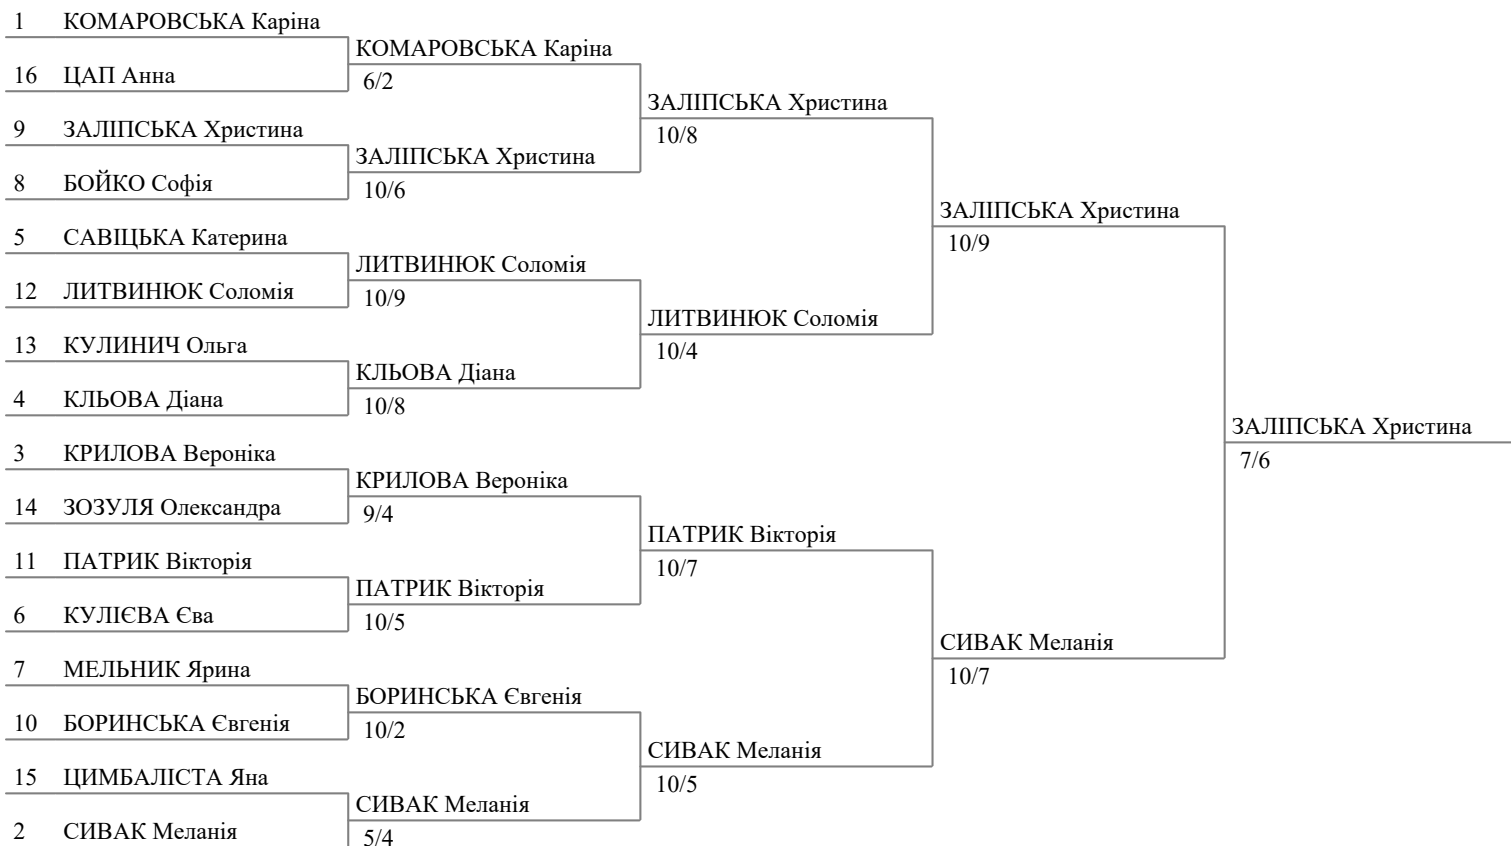 1 КОМАРОВСЬКА Каріна
КОМАРОВСЬКА Каріна
16 ЦАП Анна
6/2
ЗАЛІПСЬКА Христина
9 ЗАЛІПСЬКА Христина
10/8
ЗАЛІПСЬКА Христина
8 БОЙКО Софія
10/6
ЗАЛІПСЬКА Христина
5 САВІЦЬКА Катерина
10/9
ЛИТВИНЮК Соломія
12 ЛИТВИНЮК Соломія
10/9
ЛИТВИНЮК Соломія
13 КУЛИНИЧ Ольга
10/4
КЛЬОВА Діана
4 КЛЬОВА Діана
10/8
ЗАЛІПСЬКА Христина
3 КРИЛОВА Вероніка
7/6
КРИЛОВА Вероніка
14 ЗОЗУЛЯ Олександра
9/4
ПАТРИК Вікторія
11 ПАТРИК Вікторія
10/7
ПАТРИК Вікторія
6 КУЛІЄВА Єва
10/5
СИВАК Меланія
7 МЕЛЬНИК Ярина
10/7
БОРИНСЬКА Євгенія
10 БОРИНСЬКА Євгенія
10/2
СИВАК Меланія
15 ЦИМБАЛІСТА Яна
10/5
СИВАК Меланія
2 СИВАК Меланія
5/4